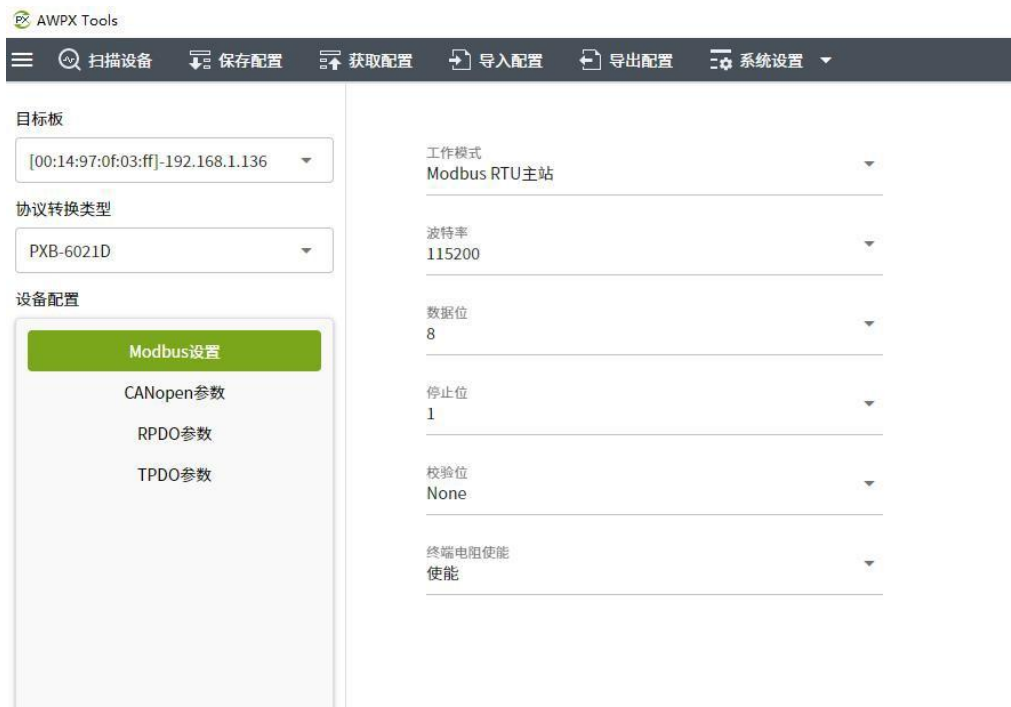 AWPX Tools
扫描设备 保存配置 获取配置 导入配置 导出配置 系统设置
目标板
[00:14:97:0f:03:ff]-192.168.1.136
协议转换类型
PXB-6021D
设备配置
Modbus设置
CANopen参数
RPDO参数
TPDO参数
工作模式
Modbus RTU主站
波特率
115200
数据位
8
停止位
1
校验位
None
终端电阻使能
使能